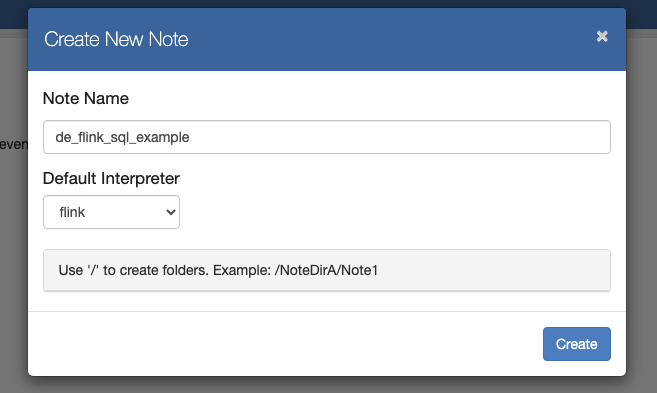 Create New Note
×
Note Name
even
de_flink_sql_example
Default Interpreter
flink
Use '/' to create folders. Example: /NoteDirA/Note1
Create